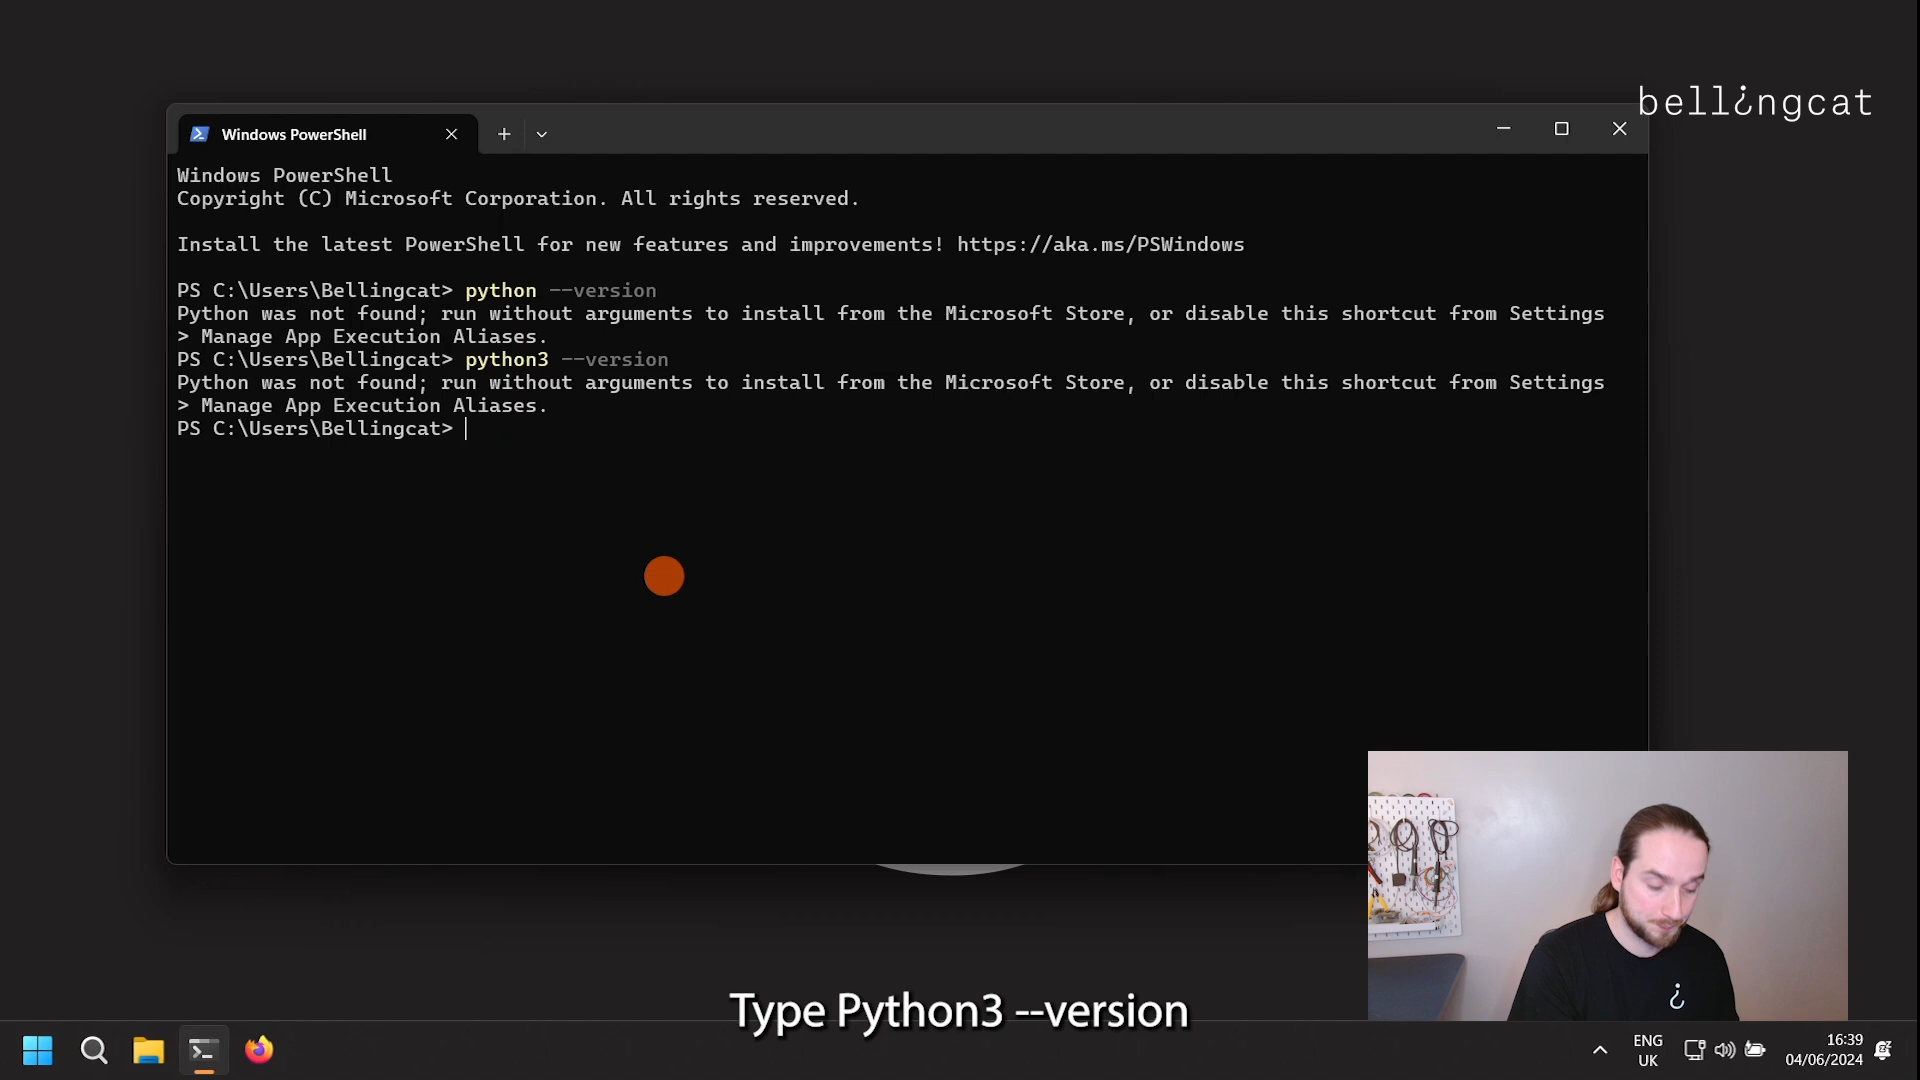 bell¿ngcat
Windows PowerShell
Windows PowerShell
Copyright (C) Microsoft Corporation. All rights reserved.
Install the latest PowerShell for new features and improvements! https://aka.ms/PSWindows
PS C:\Users\Bellingcat> python --version
Python was not found; run without arguments to install from the Microsoft Store, or disable this shortcut from Settings
> Manage App Execution Aliases.
PS C:\Users\Bellingcat> python3 --version
Python was not found; run without arguments to install from the Microsoft Store, or disable this shortcut from Settings
> Manage App Execution Aliases.
PS C:\Users\Bellingcat>
¿
Type Python3 --version
ENG
UK
16:39
04/06/2024